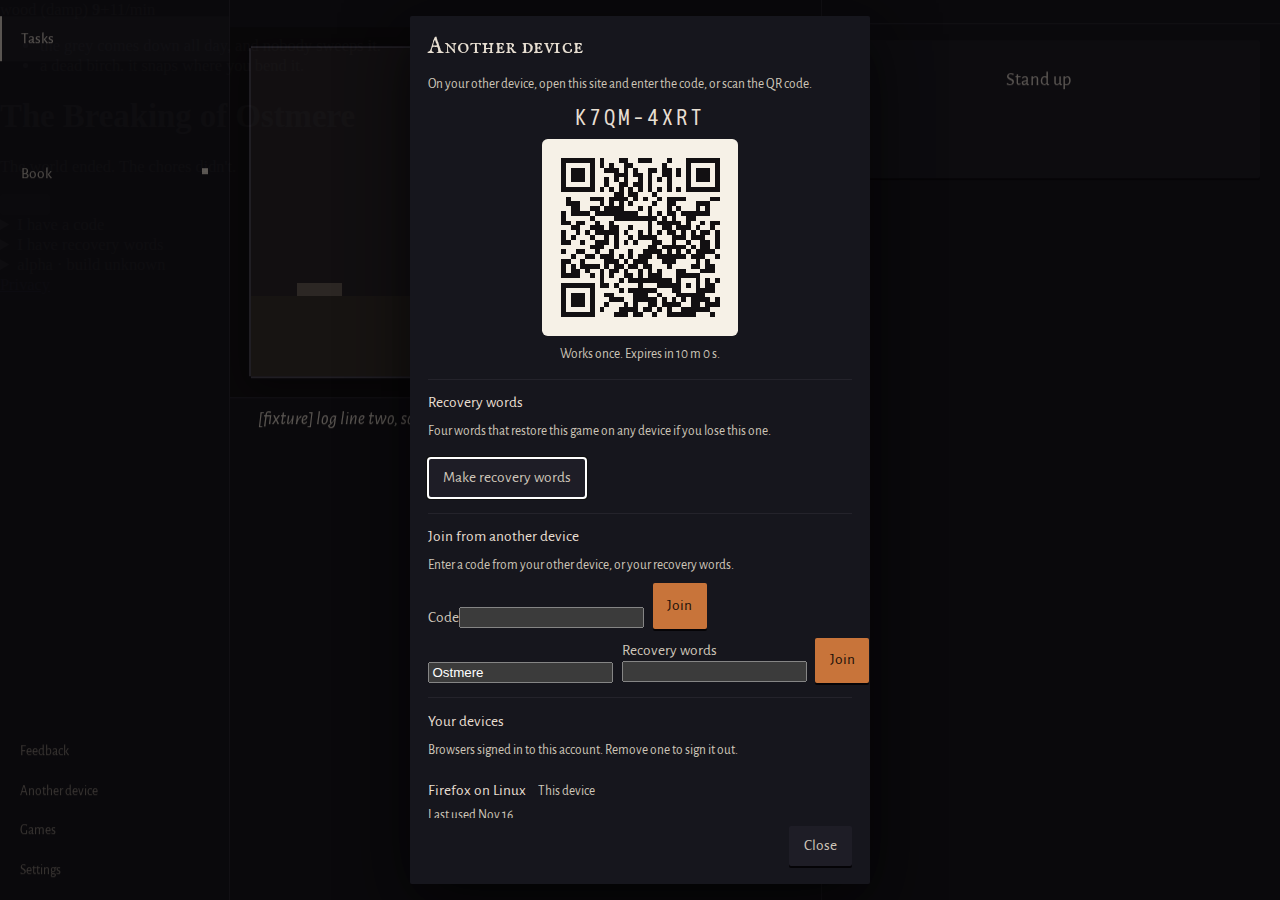 Tasks
The Breaking of Ostmere
Book
Stand up
[fixture] log line two, sc
Feedback
Another device
Games
Settings
Another device
On your other device, open this site and enter the code, or scan the QR code.
K7QM-4XRT
Works once. Expires in 10 m 0 s.
Recovery words
Four words that restore this game on any device if you lose this one.
Make recovery words
Join from another device
Enter a code from your other device, or your recovery words.
Code
Join
Recovery words
Ostmere
Join
Your devices
Browsers signed in to this account. Remove one to sign it out.
Firefox on Linux This device
Last used Nov 16
Close